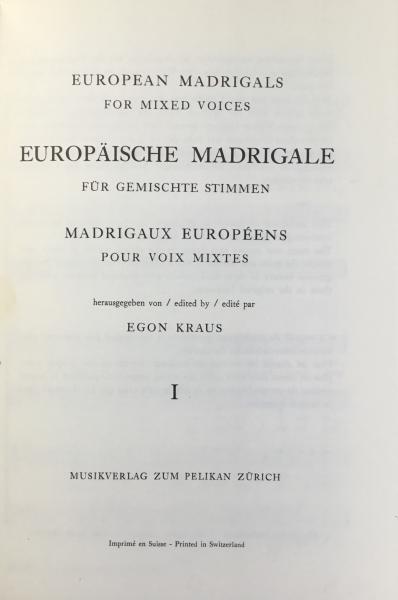 EUROPEAN MADRIGALS
FOR MIXED VOICES
EUROPÄISCHE MADRIGALE
FÜR GEMISCHTE STIMMEN
MADRIGAUX EUROPÉENS
POUR VOIX MIXTES
herausgegeben von / edited by / edité par
EGON KRAUS
I
MUSIKVERLAG ZUM PELIKAN ZÜRICH
Imprimé en Suisse - Printed in Switzerland